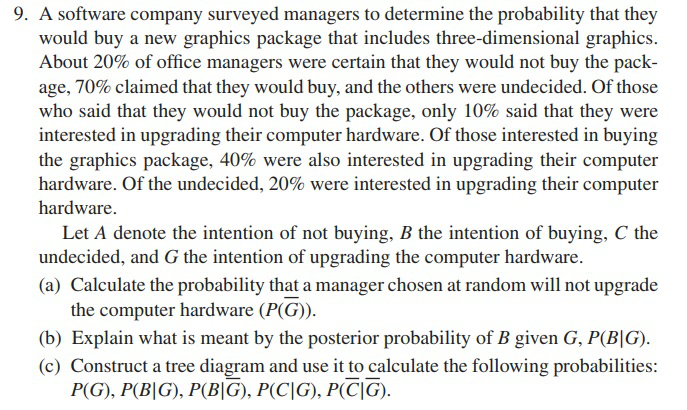 9. A software company surveyed managers to determine the probability that they
would buy a new graphics package that includes three-dimensional graphics.
About 20% of office managers were certain that they would not buy the pack-
age, 70% claimed that they would buy, and the others were undecided. Of those
who said that they would not buy the package, only 10% said that they were
interested in upgrading their computer hardware. Of those interested in buying
the graphics package, 40% were also interested in upgrading their computer
hardware. Of the undecided, 20% were interested in upgrading their computer
hardware.
Let A denote the intention of not buying, B the intention of buying, C the
undecided, and G the intention of upgrading the computer hardware.
(a) Calculate the probability that a manager chosen at random will not upgrade
the computer hardware (P(G̅)).
(b) Explain what is meant by the posterior probability of B given G, P(B|G).
(c) Construct a tree diagram and use it to calculate the following probabilities:
P(G), P(B|G), P(B|G̅), P(C|G), P(C̅|G̅).